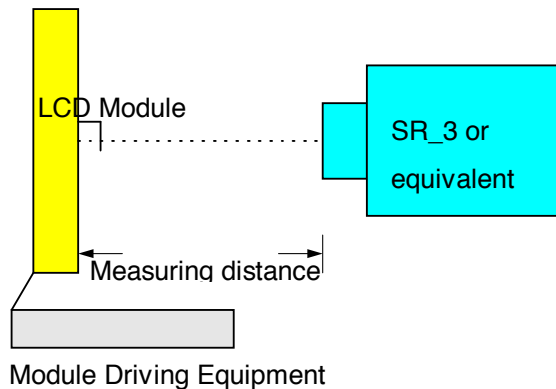 LCD Module
SR_3 or
equivalent
Measuring distance
Module Driving Equipment